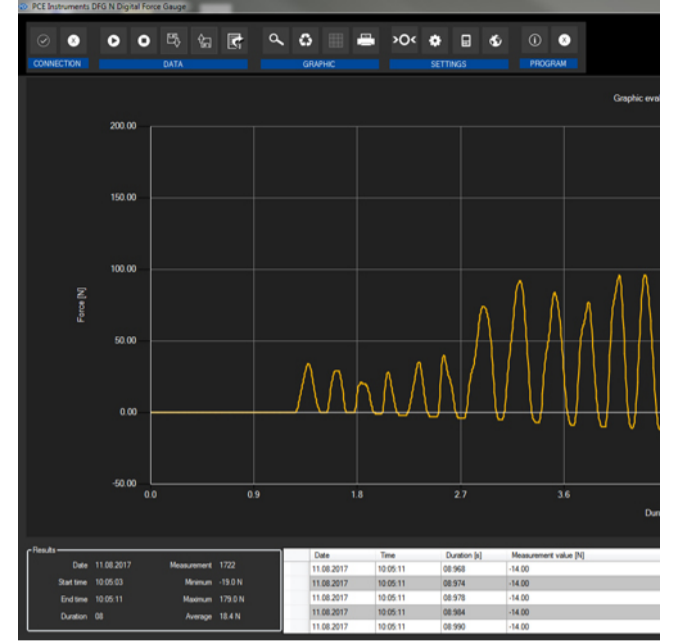 PCE Instruments DFG N Digital Force Gauge
CONNECTION DATA GRAPHIC SETTINGS PROGRAM
Graphic eval
200.00
150.00
100.00
50.00
0.00
-50.00
Force [N]
0.0 0.9 1.8 2.7 3.6
Dur
Results
Date 11.08.2017 Measurement 1722
Start time 10:05:03 Minimum -19.0 N
End time 10:05:11 Maximum 179.0 N
Duration 08 Average 18.4 N
Date Time Duration [s] Measurement value [N]
11.08.2017 10:05:11 08:968 -14.00
11.08.2017 10:05:11 08:974 -14.00
11.08.2017 10:05:11 08:978 -14.00
11.08.2017 10:05:11 08:984 -14.00
11.08.2017 10:05:11 08:990 -14.00